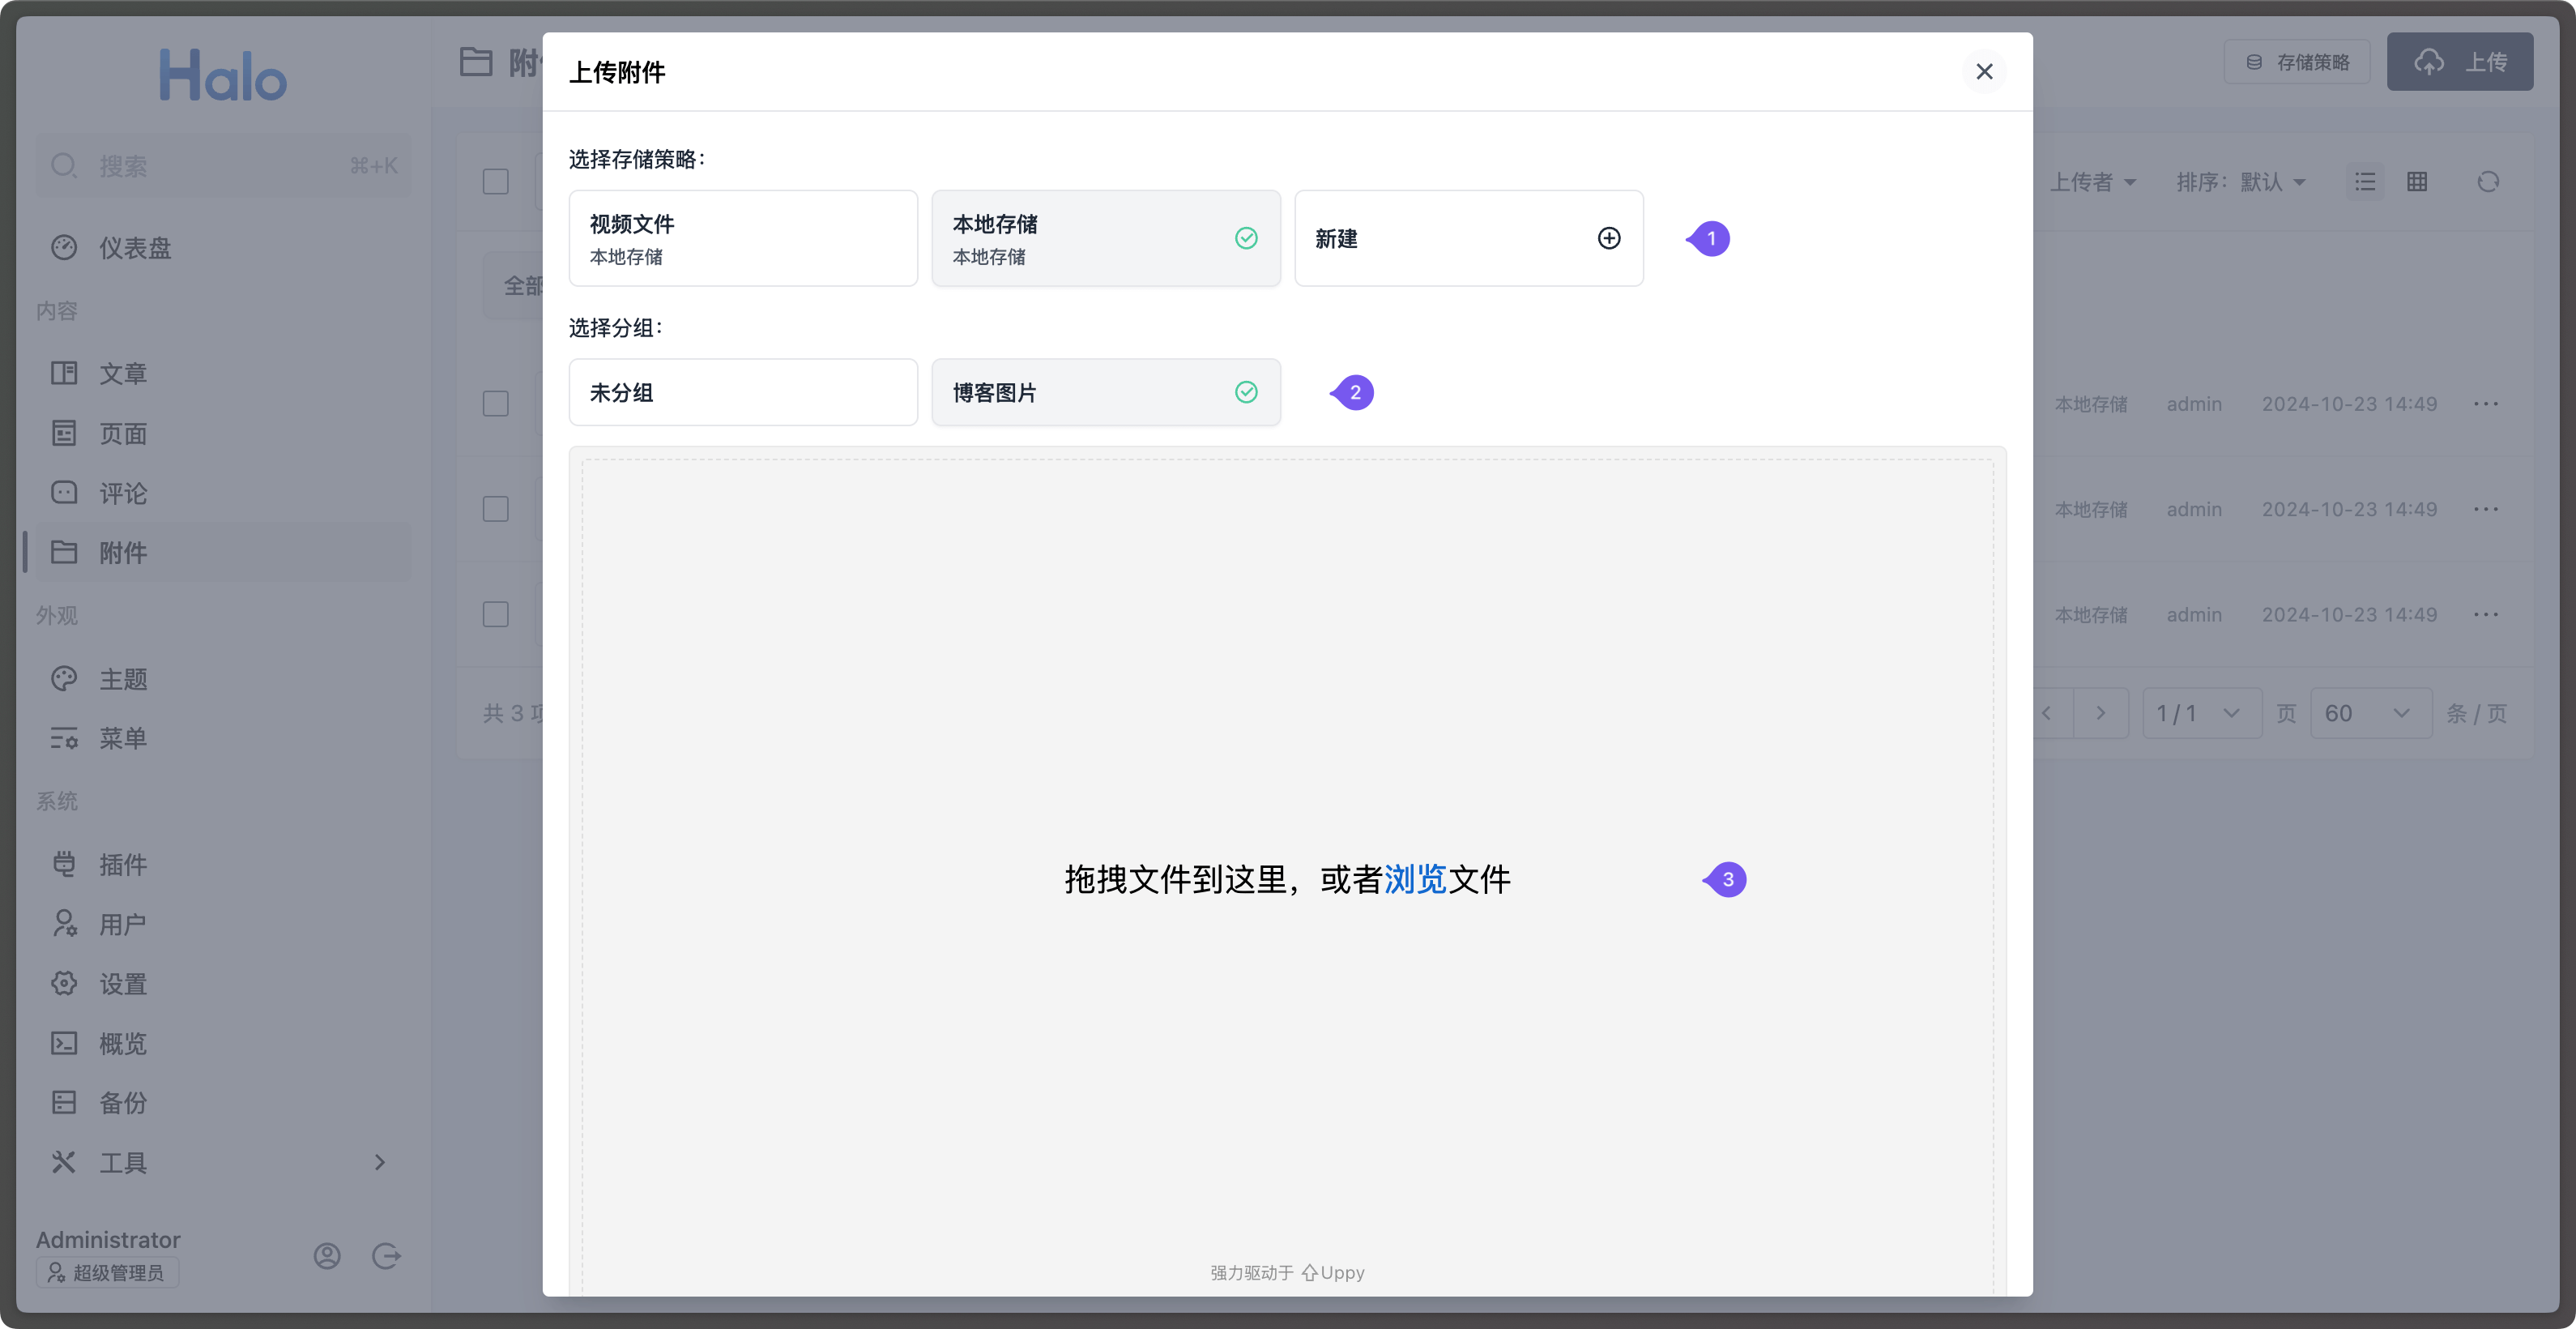 Halo
搜索 ⌘+K
仪表盘
内容
文章
页面
评论
附件
外观
主题
菜单
系统
插件
用户
设置
概览
备份
工具
Administrator
超级管理员
附
存储策略
上传
上传者
排序：默认
全部
本地存储 admin 2024-10-23 14:49
本地存储 admin 2024-10-23 14:49
本地存储 admin 2024-10-23 14:49
共 3 项
1 / 1 页 60 条 / 页
上传附件
选择存储策略：
视频文件
本地存储
本地存储
本地存储
新建
1
选择分组：
未分组
博客图片
2
拖拽文件到这里，或者浏览文件
3
强力驱动于 Uppy